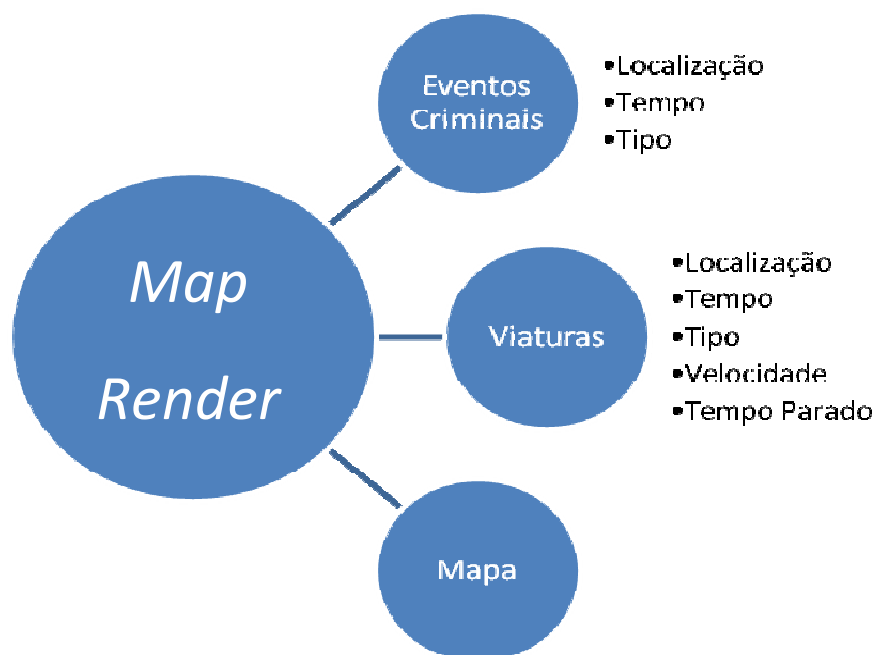 Map
Render
Eventos
Criminais
•Localização
•Tempo
•Tipo
Viaturas
•Localização
•Tempo
•Tipo
•Velocidade
•Tempo Parado
Mapa